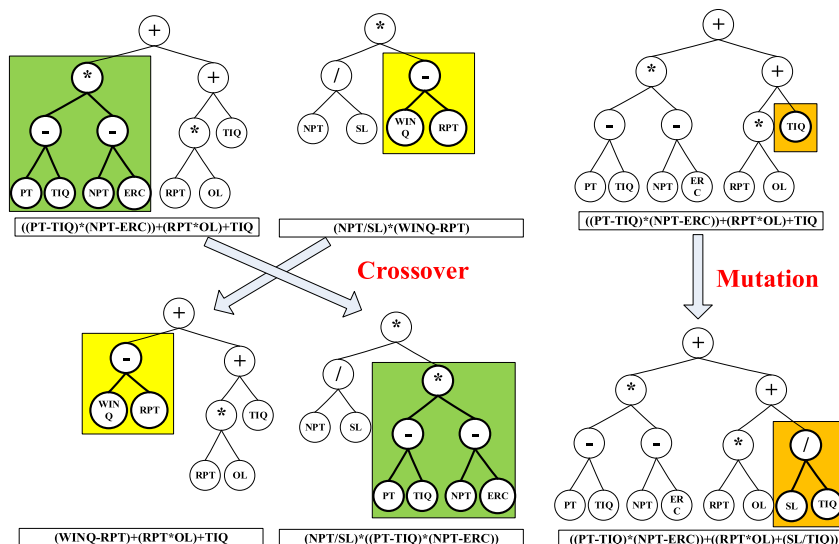 +
*
+
-
-
*
TIQ
PT
TIQ
NPT
ERC
RPT
OL
((PT-TIQ)*(NPT-ERC))+(RPT*OL)+TIQ
*
/
-
NPT
SL
WIN
Q
RPT
(NPT/SL)*(WINQ-RPT)
Crossover
+
-
+
WIN
Q
RPT
*
TIQ
RPT
OL
(WINQ-RPT)+(RPT*OL)+TIQ
*
/
*
NPT
SL
-
-
PT
TIQ
NPT
ERC
(NPT/SL)*((PT-TIQ)*(NPT-ERC))
+
*
+
-
-
*
TIQ
PT
TIQ
NPT
ER
C
RPT
OL
((PT-TIQ)*(NPT-ERC))+(RPT*OL)+TIQ
Mutation
+
*
+
-
-
*
/
PT
TIQ
NPT
ER
C
RPT
OL
SL
TIQ
((PT-TIQ)*(NPT-ERC))+((RPT*OL)+(SL/TIQ))